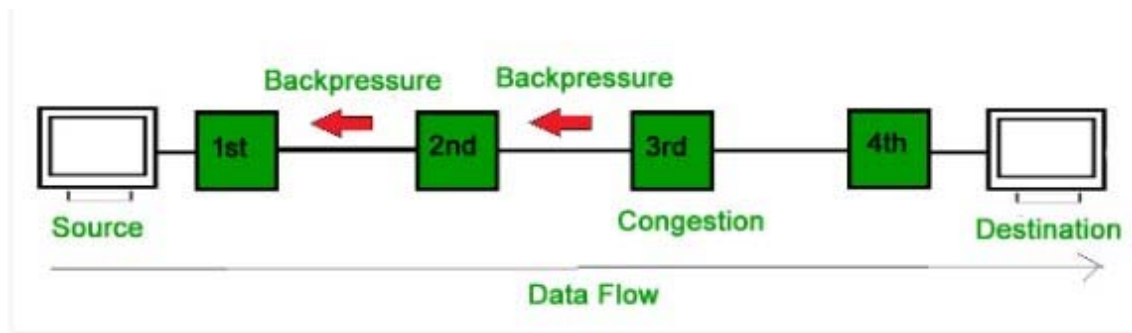 Backpressure
Backpressure
1st
2nd
3rd
4th
Source
Congestion
Destination
Data Flow